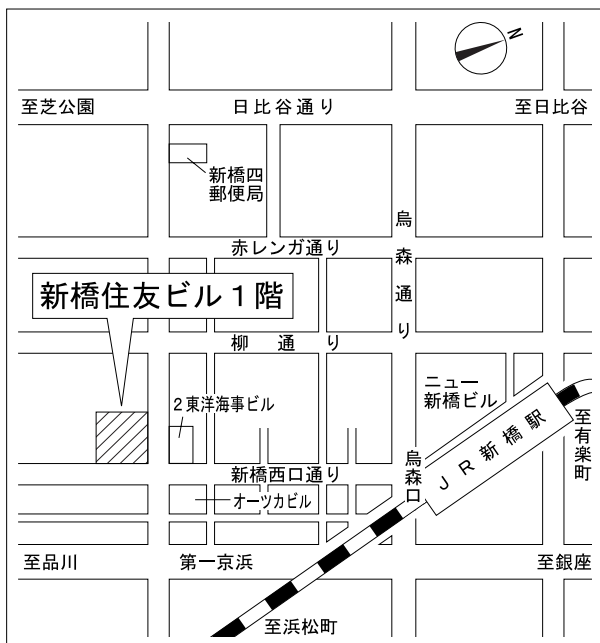 N
至芝公園
日比谷通り
至日比谷
新橋四
郵便局
烏森通り
赤レンガ通り
新橋住友ビル1階
柳通り
ニュー
新橋ビル
2東洋海事ビル
JR新橋駅
至有楽町
烏森口
新橋西口通り
オーツカビル
至品川
第一京浜
至銀座
至浜松町